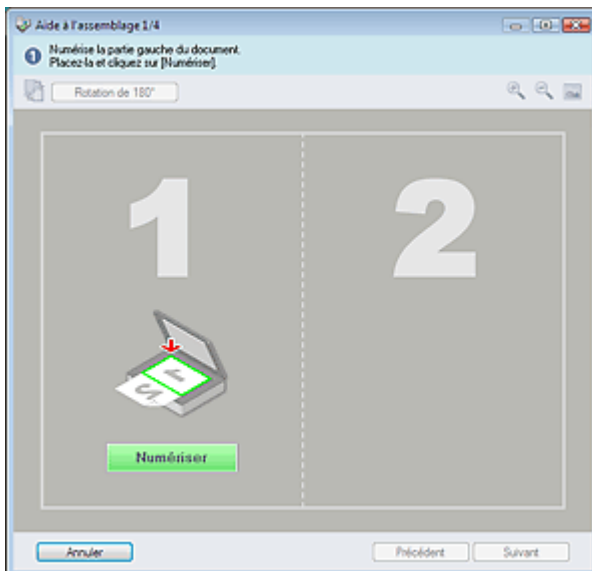 Aide à l'assemblage 1/4
1 Numérise la partie gauche du document.
Placez-la et cliquez sur [Numériser].
Rotation de 180°
1 2
Numériser
Annuler Précédent Suivant